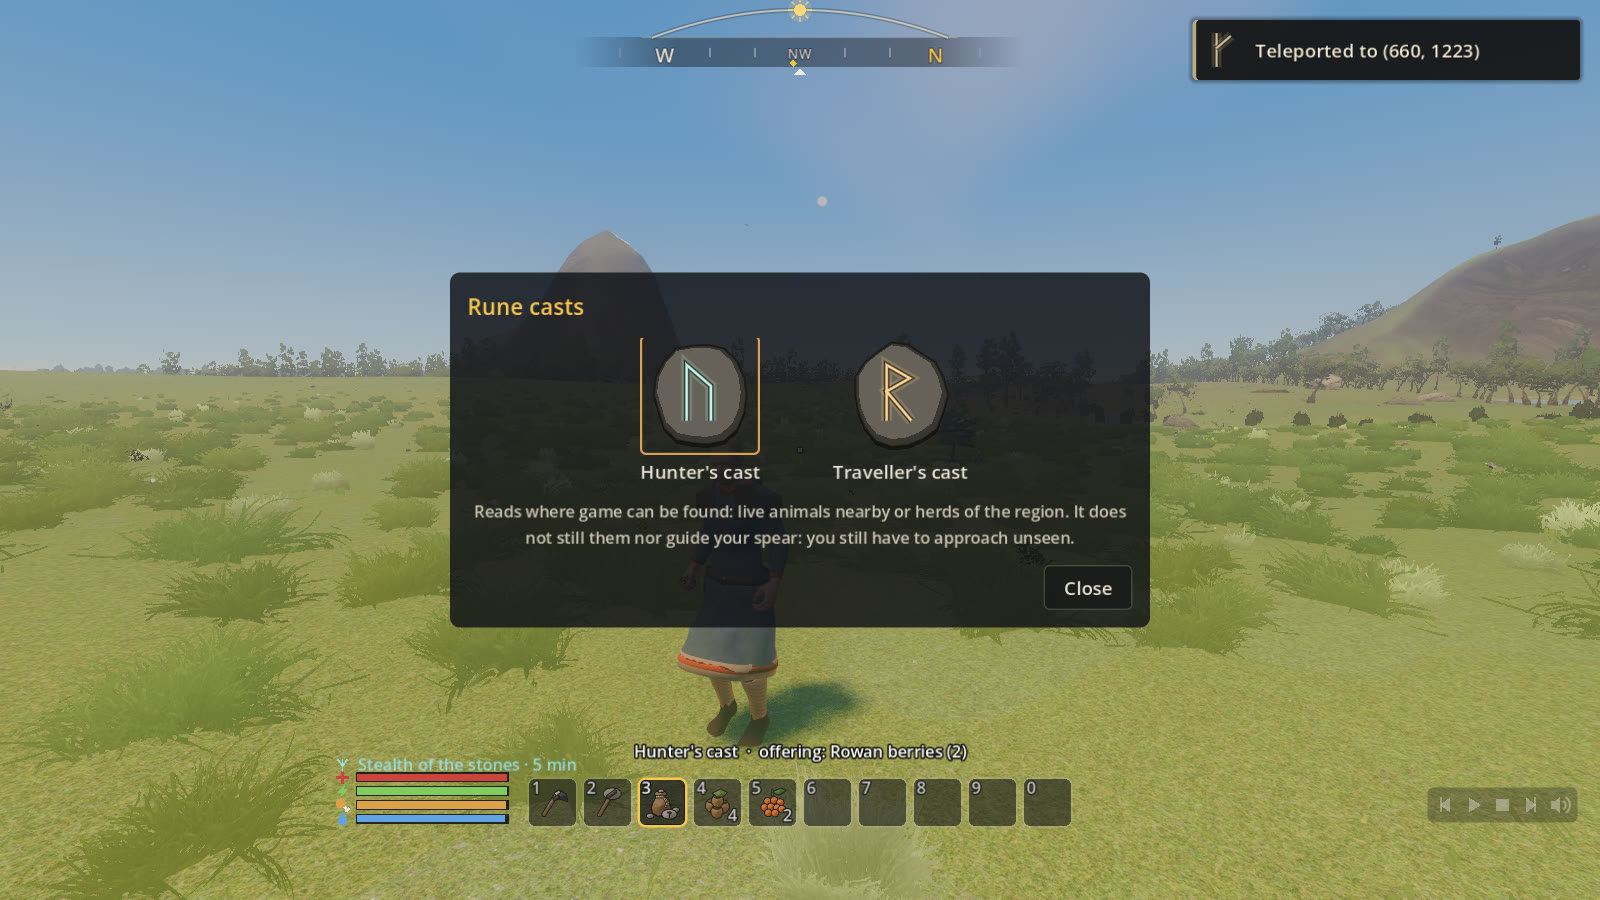 W
NW
N
Teleported to (660, 1223)
Rune casts
Hunter's cast
Traveller's cast
Reads where game can be found: live animals nearby or herds of the region. It does
not still them nor guide your spear: you still have to approach unseen.
Close
Hunter's cast · offering: Rowan berries (2)
Stealth of the stones · 5 min
1
2
3
4
5
6
7
8
9
0
4
2